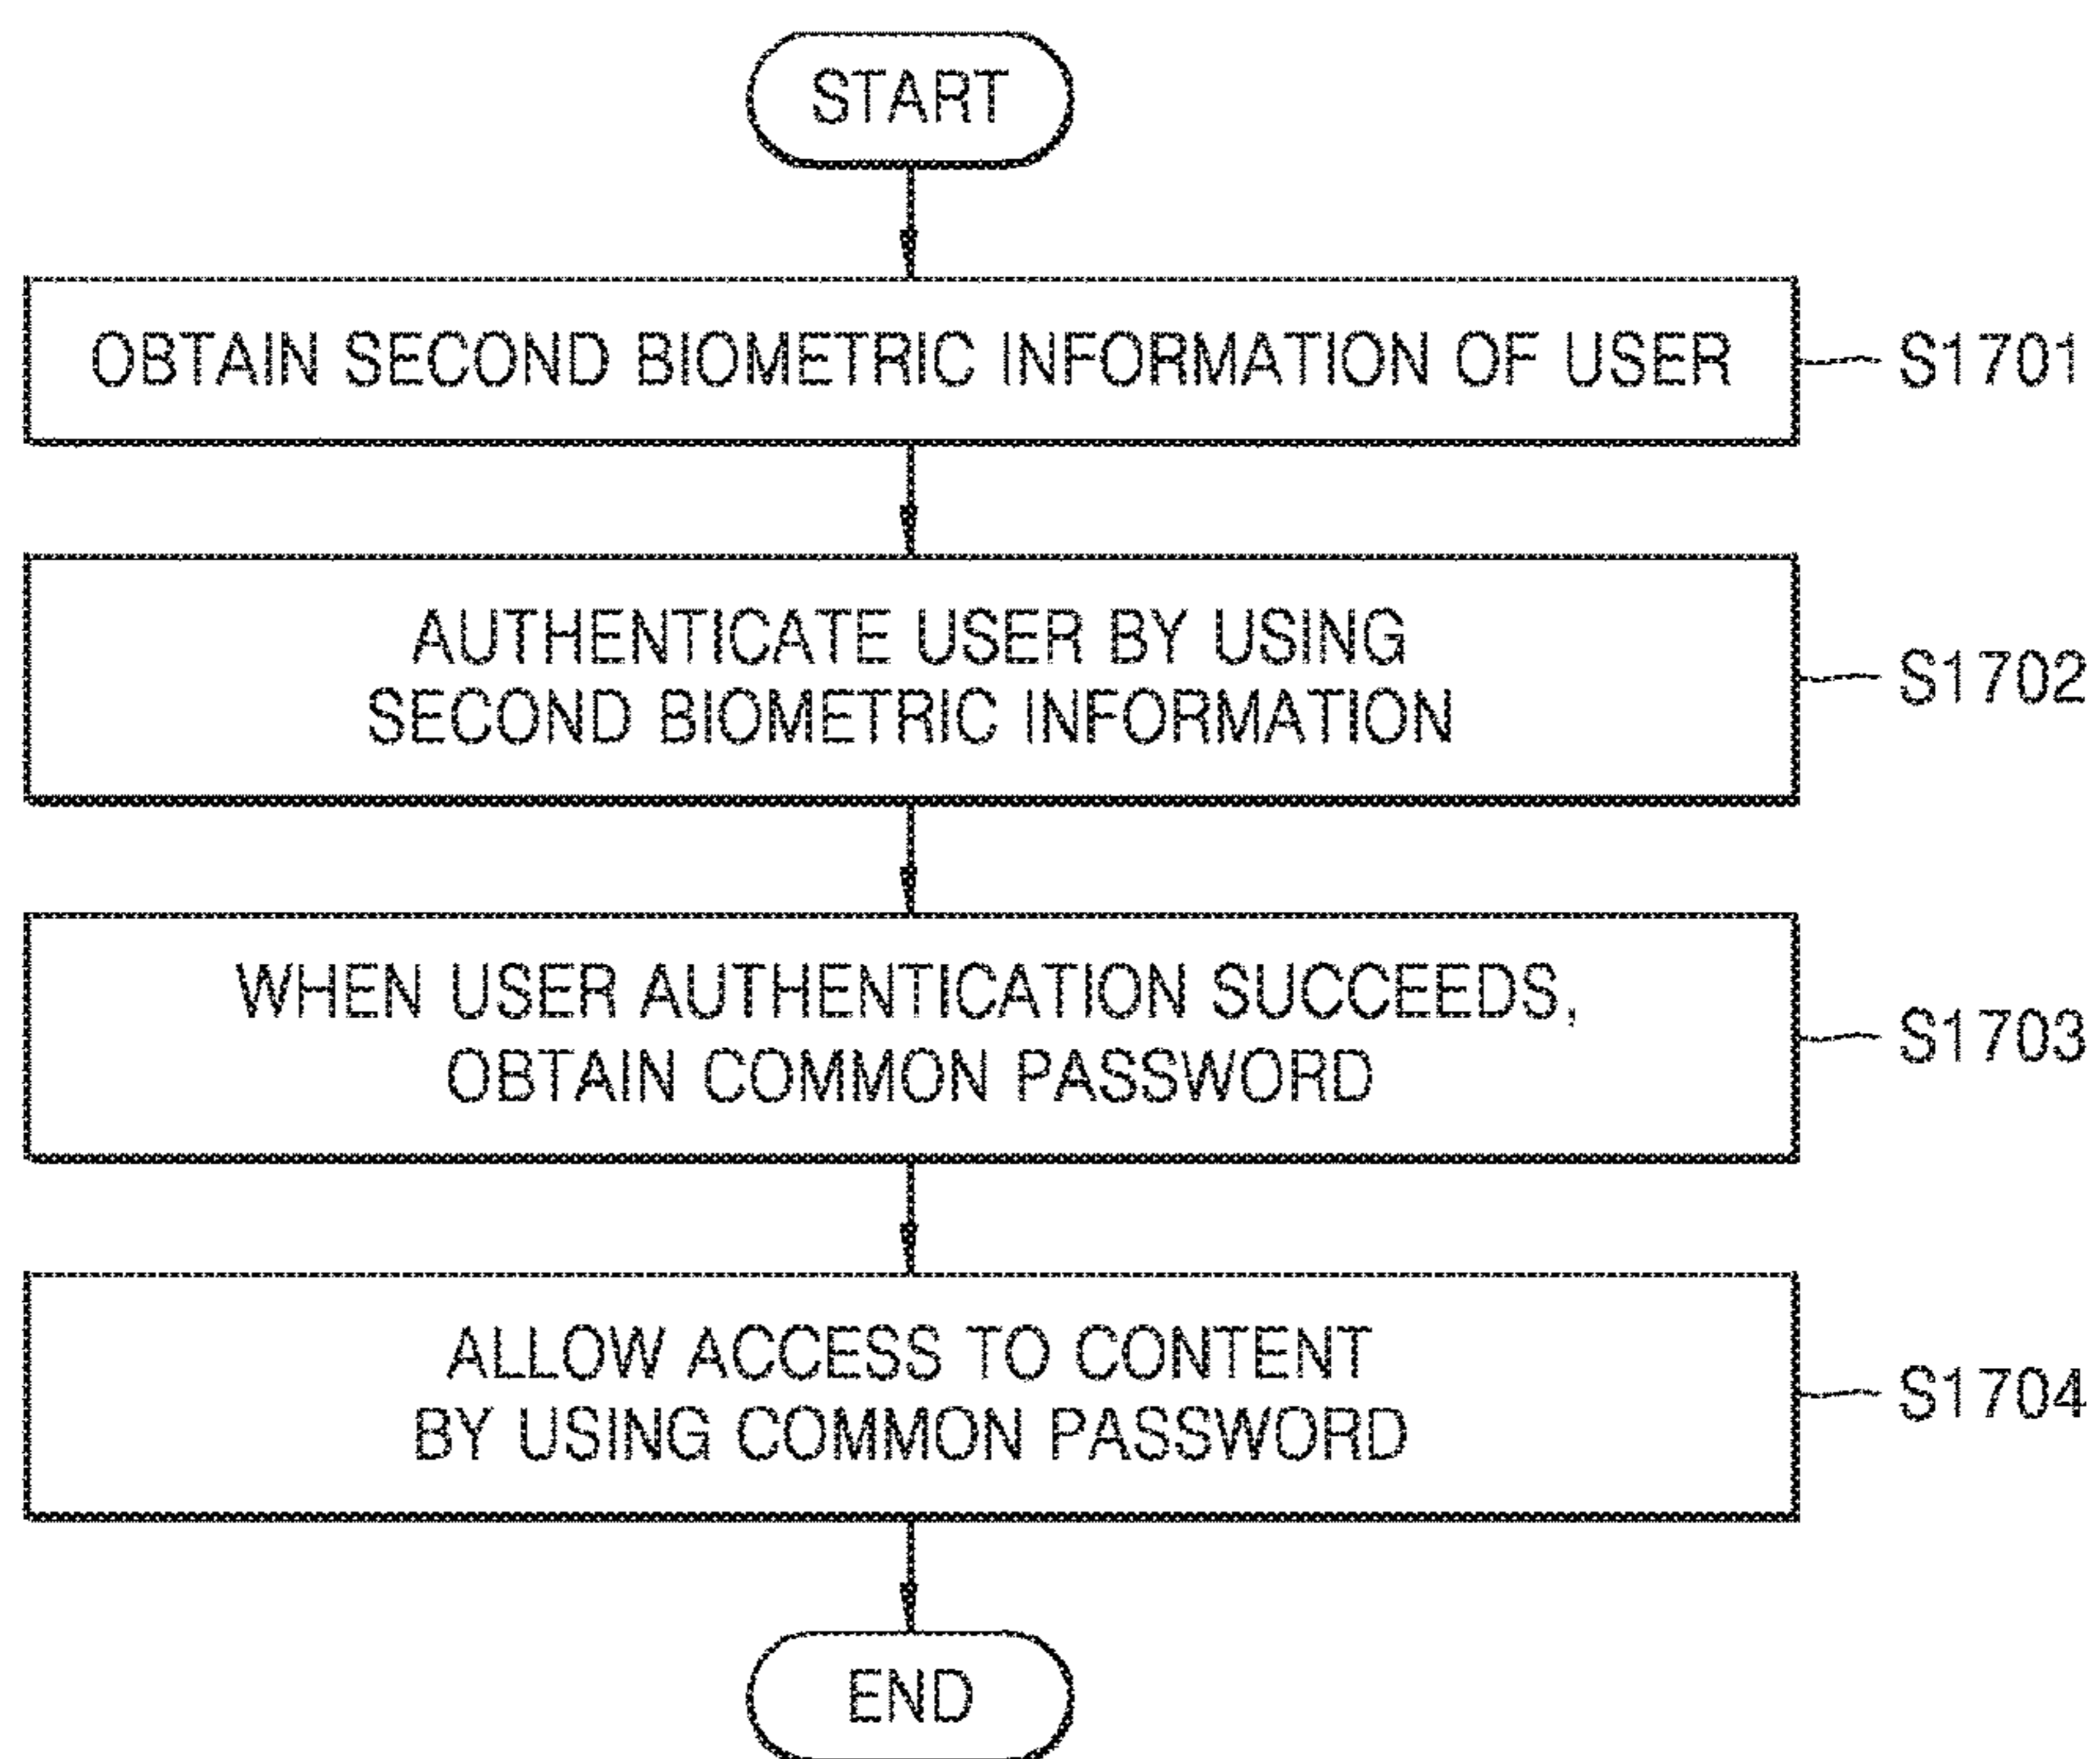 START
OBTAIN SECOND BIOMETRIC INFORMATION OF USER
S1701
AUTHENTICATE USER BY USING
SECOND BIOMETRIC INFORMATION
S1702
WHEN USER AUTHENTICATION SUCCEEDS,
OBTAIN COMMON PASSWORD
S1703
ALLOW ACCESS TO CONTENT
BY USING COMMON PASSWORD
S1704
END